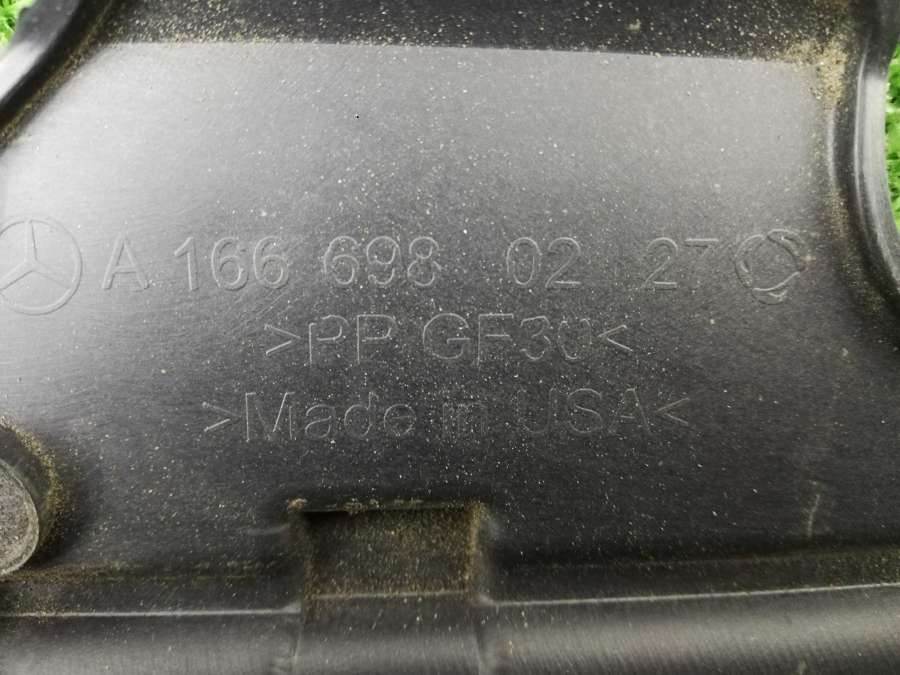 A 166 698 02 27
>PP GF30<
>Made in USA<